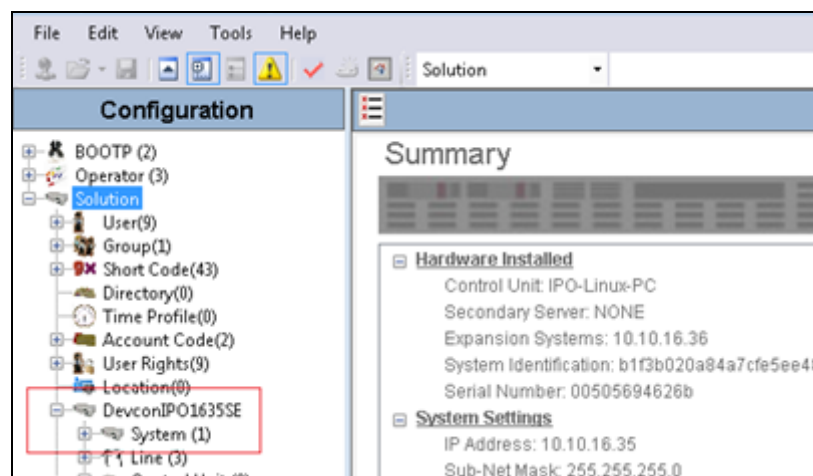 File Edit View Tools Help
Solution
Configuration
BOOTP (2)
Operator (3)
Solution
User(9)
Group(1)
Short Code(43)
Directory(0)
Time Profile(0)
Account Code(2)
User Rights(9)
Location(0)
DevconIPO1635SE
System (1)
Line (3)
Summary
Hardware Installed
Control Unit: IPO-Linux-PC
Secondary Server: NONE
Expansion Systems: 10.10.16.36
System Identification: b1f3b020a84a7cfe5ee48
Serial Number: 00505694626b
System Settings
IP Address: 10.10.16.35
Sub-Net Mask: 255.255.255.0